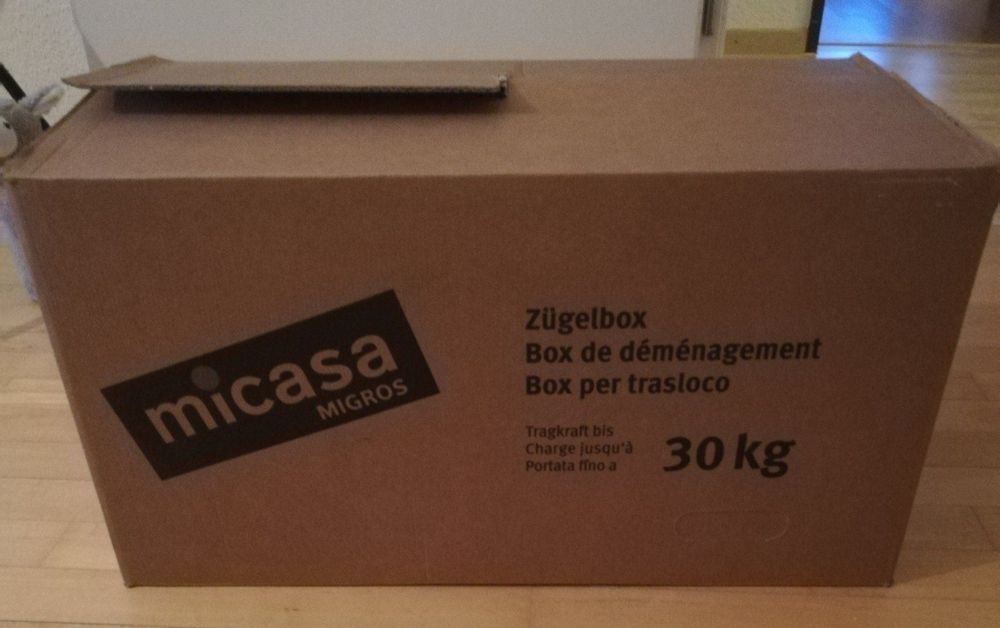 micasa
MIGROS
Zügelbox
Box de déménagement
Box per trasloco
Tragkraft bis
Charge jusqu'à
Portata fino a
30 kg